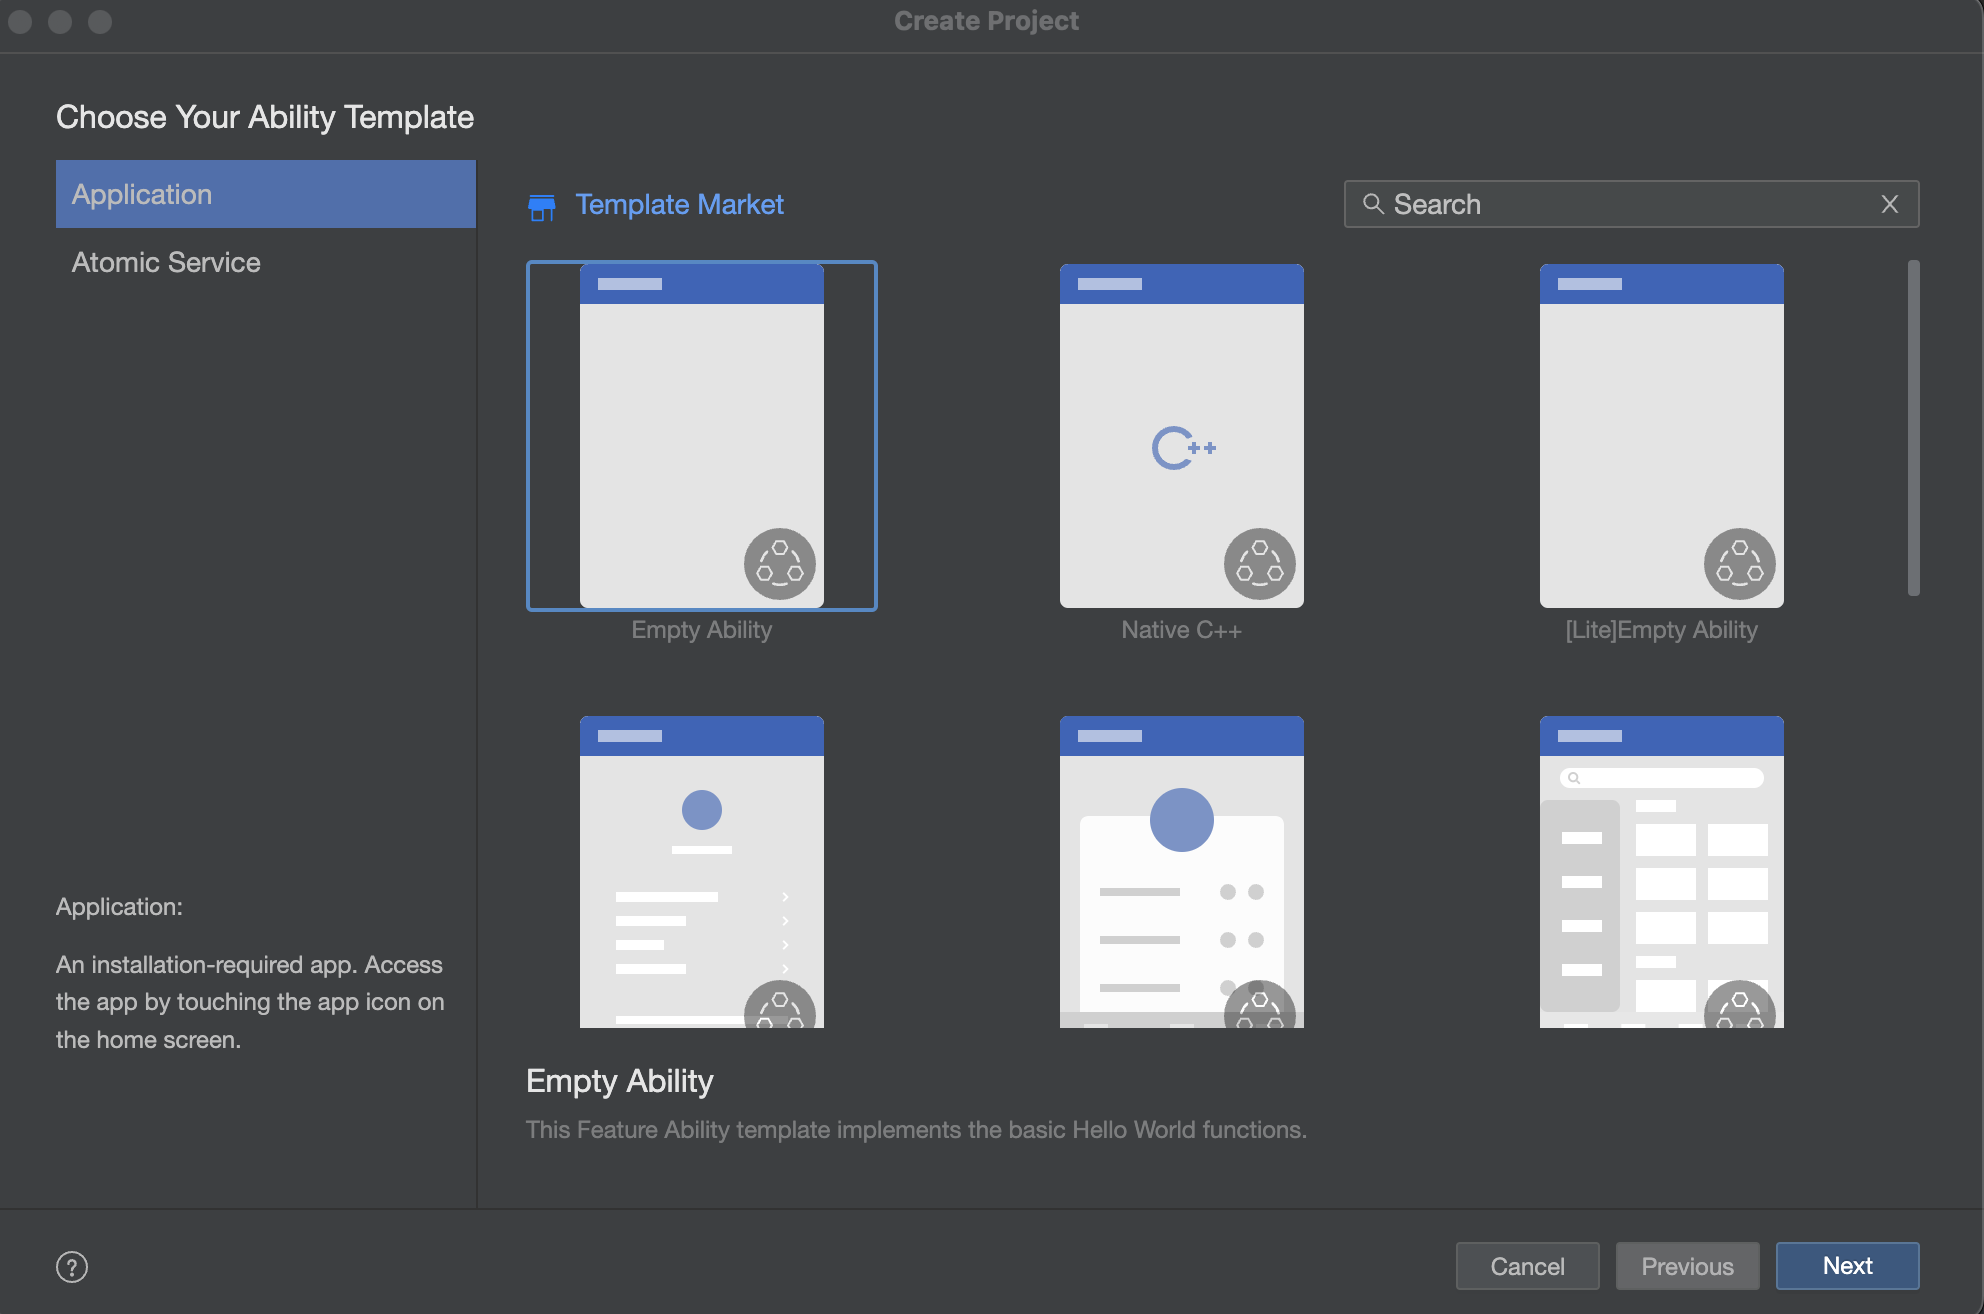 Create Project
Choose Your Ability Template
Application
Atomic Service
Template Market
Search
C++
Empty Ability
Native C++
[Lite]Empty Ability
Application:
An installation-required app. Access
the app by touching the app icon on
the home screen.
Empty Ability
This Feature Ability template implements the basic Hello World functions.
?
Cancel
Previous
Next